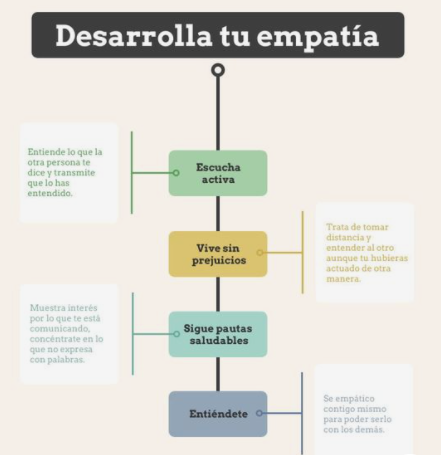 Desarrolla tu empatía
Entiende lo que la
otra persona te
dice y transmite
que lo has
entendido.
Escucha
activa
Vive sin
prejuicios
Trata de tomar
distancia y
entender al otro
aunque tu hubieras
actuado de otra
manera.
Muestra interés
por lo que te está
comunicando,
concéntrate en lo
que no expresa
con palabras.
Sigue pautas
saludables
Entiéndete
Se empático
contigo mismo
para poder serlo
con los demás.